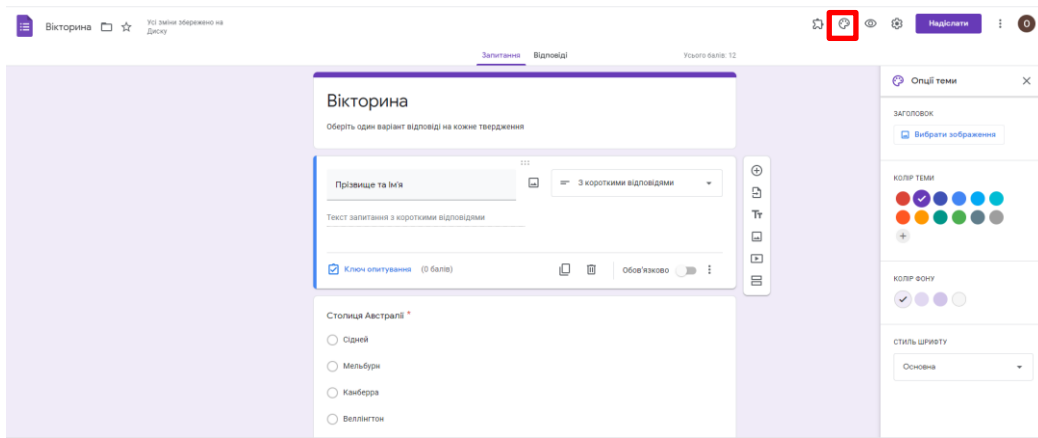 Вікторина
Усі зміни збережено на
Диску
Надіслати
О
Запитання Відповіді
Усього балів: 12
Вікторина
Оберіть один варіант відповіді на кожне твердження
Прізвище та Ім'я
З короткими відповідями
Текст запитання з короткими відповідями
Ключ опитування (0 балів)
Обов'язково
Столиця Австралії *
Сідней
Мельбурн
Канберра
Веллінгтон
Tт
Опції теми
ЗАГОЛОВОК
Вибрати зображення
КОЛІР ТЕМИ
КОЛІР ФОНУ
СТИЛЬ ШРИФТУ
Основна